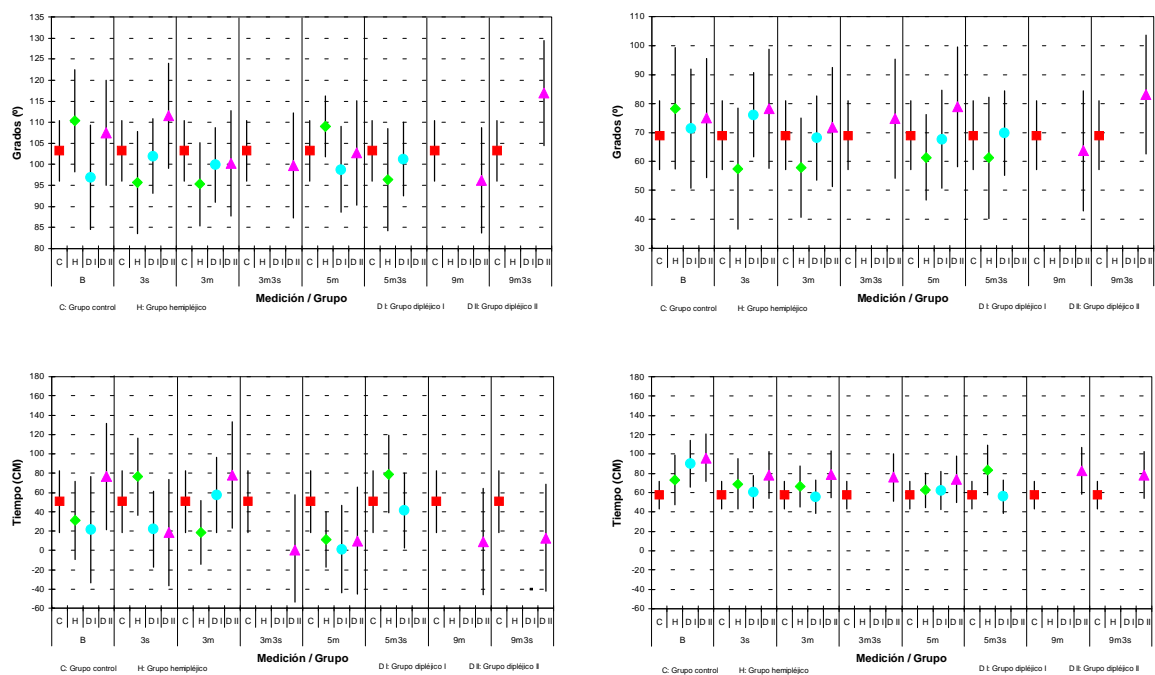 135
130
125
120
115
110
105
100
95
90
85
80
Grados (º)
C H D I D II C H D I D II C H D I D II C H D I D II C H D I D II C H D I D II C H D I D II C H D I D II
B 3s 3m 3m3s 5m 5m3s 9m 9m3s
Medición / Grupo
C: Grupo control H: Grupo hemipléjico D I: Grupo dipléjico I D II: Grupo dipléjico II
110
100
90
80
70
60
50
40
30
Grados (º)
C H D I D II C H D I D II C H D I D II C H D I D II C H D I D II C H D I D II C H D I D II C H D I D II
B 3s 3m 3m3s 5m 5m3s 9m 9m3s
Medición / Grupo
C: Grupo control H: Grupo hemipléjico D I: Grupo dipléjico I D II: Grupo dipléjico II
180
160
140
120
100
80
60
40
20
0
-20
-40
-60
Tiempo (CM)
C H D I D II C H D I D II C H D I D II C H D I D II C H D I D II C H D I D II C H D I D II C H D I D II
B 3s 3m 3m3s 5m 5m3s 9m 9m3s
Medición / Grupo
C: Grupo control H: Grupo hemipléjico D I: Grupo dipléjico I D II: Grupo dipléjico II
180
160
140
120
100
80
60
40
20
0
-20
-40
-60
Tiempo (CM)
C H D I D II C H D I D II C H D I D II C H D I D II C H D I D II C H D I D II C H D I D II C H D I D II
B 3s 3m 3m3s 5m 5m3s 9m 9m3s
Medición / Grupo
C: Grupo control H: Grupo hemipléjico D I: Grupo dipléjico I D II: Grupo dipléjico II